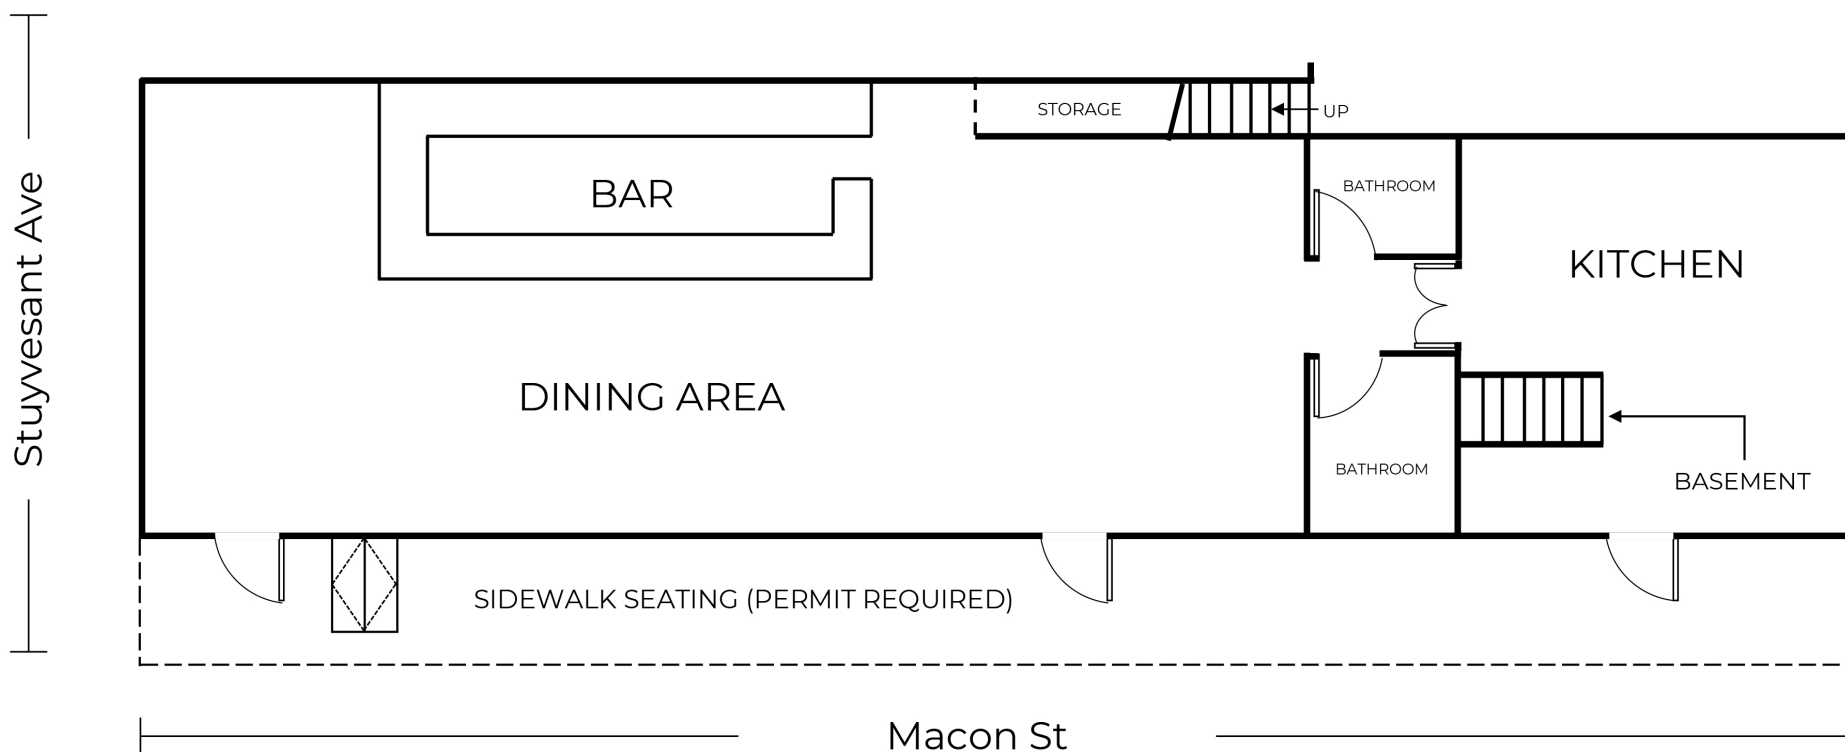 STORAGE
UP
Stuyvesant Ave
BAR
BATHROOM
KITCHEN
DINING AREA
BATHROOM
BASEMENT
SIDEWALK SEATING (PERMIT REQUIRED)
Macon St